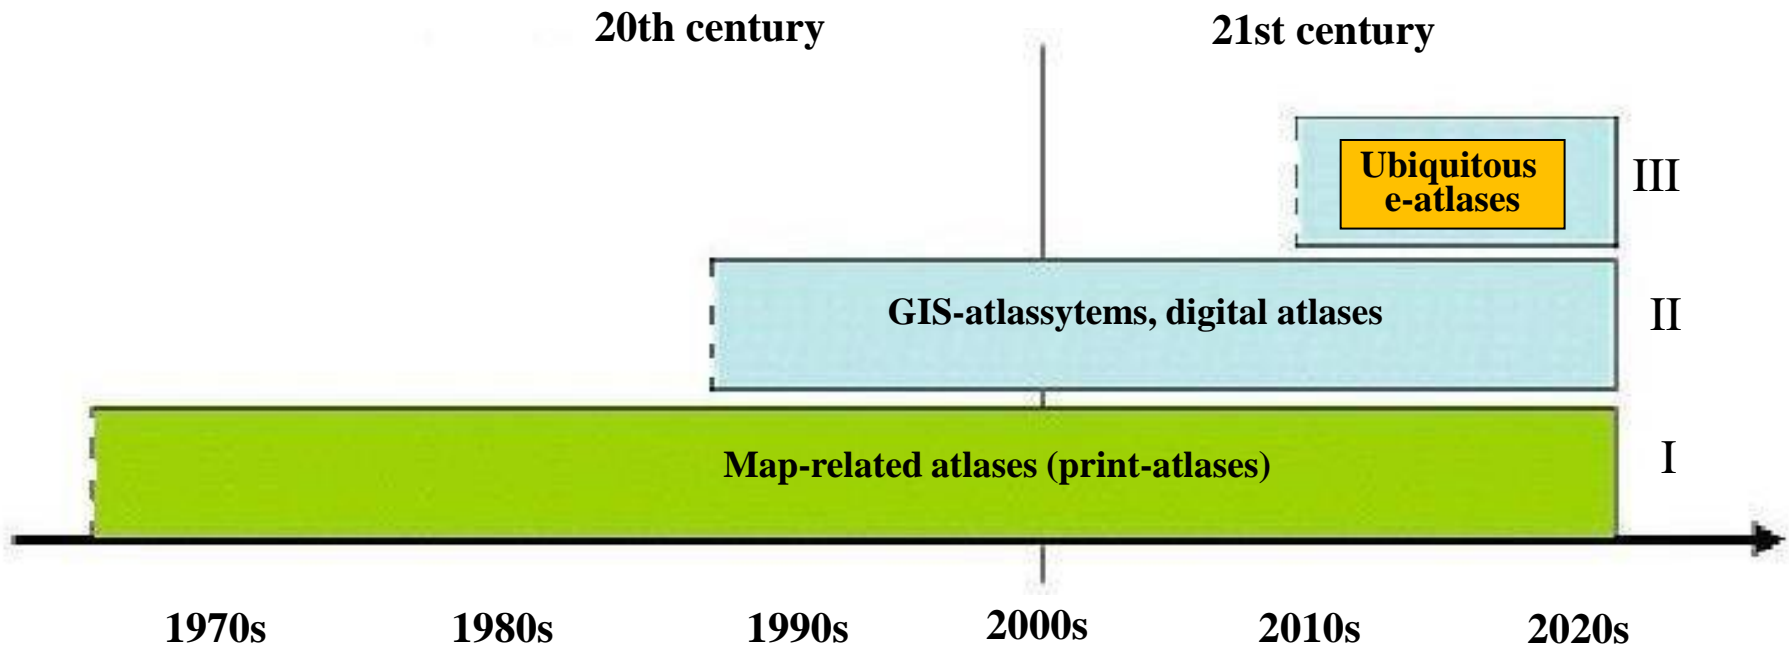 20th century
21st century
Ubiquitous
e-atlases
III
GIS-atlassytems, digital atlases
II
Map-related atlases (print-atlases)
I
1970s
1980s
1990s
2000s
2010s
2020s